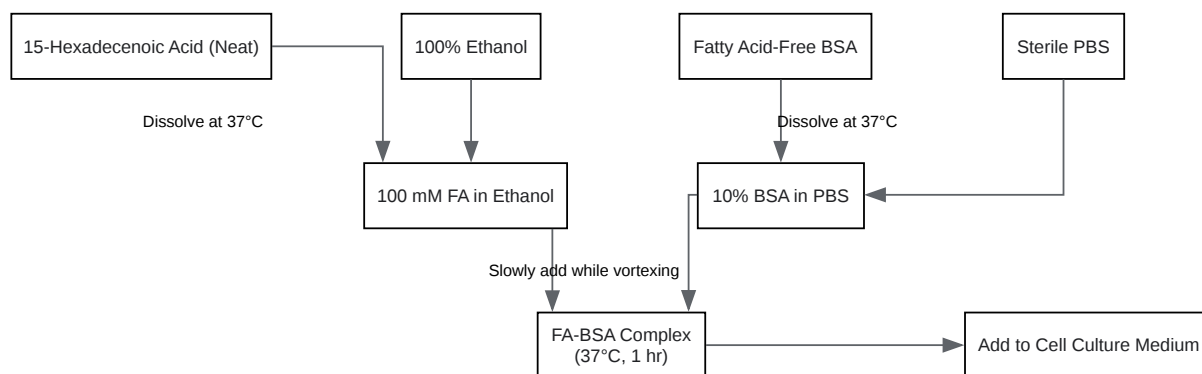 15-Hexadecenoic Acid (Neat)
100% Ethanol
Fatty Acid-Free BSA
Sterile PBS
Dissolve at 37°C
Dissolve at 37°C
100 mM FA in Ethanol
10% BSA in PBS
Slowly add while vortexing
FA-BSA Complex
(37°C, 1 hr)
Add to Cell Culture Medium